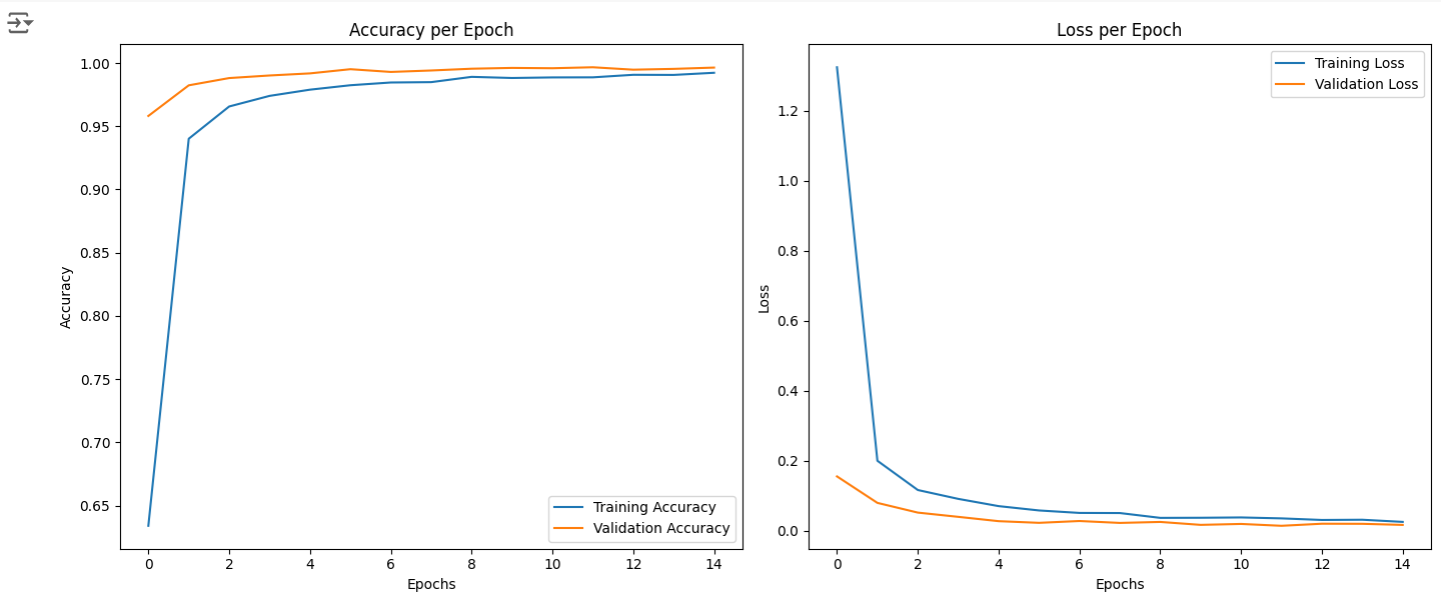 Accuracy per Epoch
1.00
0.95
0.90
0.85
0.80
0.75
0.70
0.65
Accuracy
Training Accuracy
Validation Accuracy
0 2 4 6 8 10 12 14
Epochs
Loss per Epoch
Training Loss
Validation Loss
1.2
1.0
0.8
0.6
0.4
0.2
0.0
Loss
0 2 4 6 8 10 12 14
Epochs